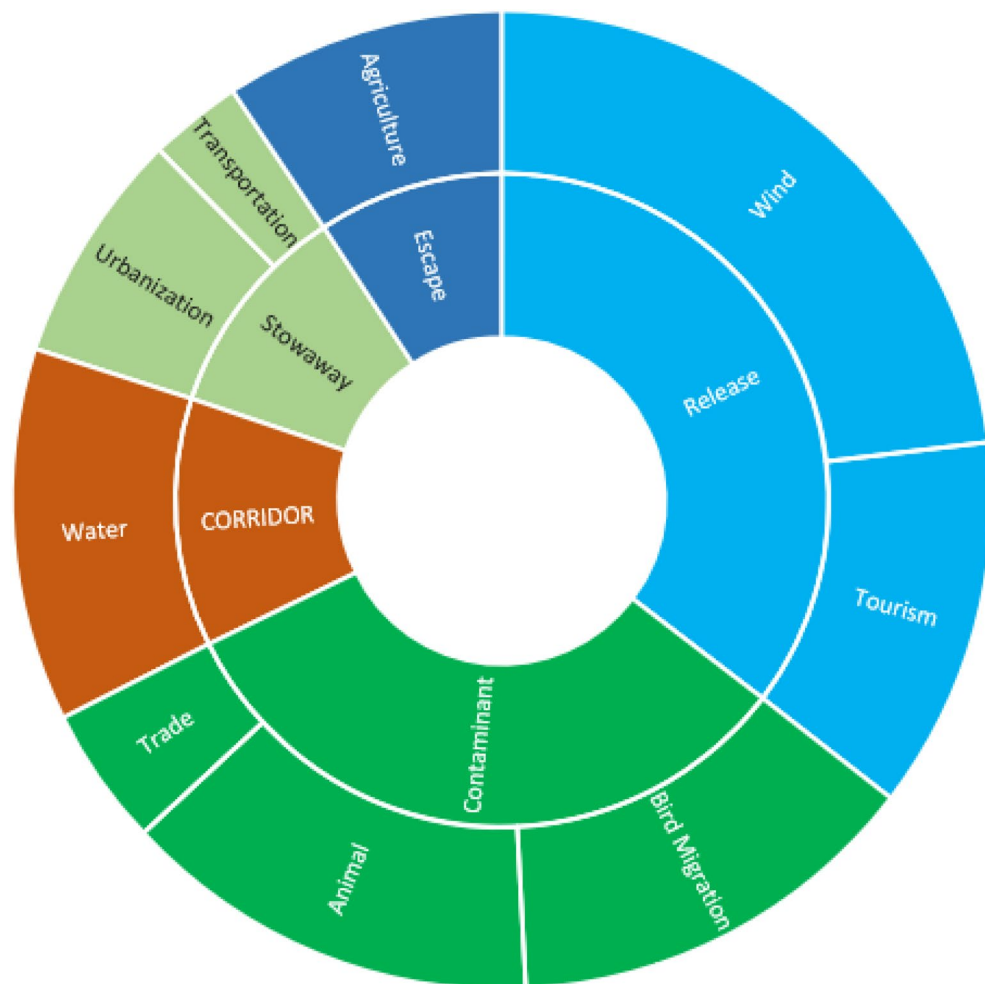 Agriculture
Wind
Transportation
Escape
Urbanization
Stowaway
Release
CORRIDOR
Water
Tourism
Trade
Contaminant
Bird Migration
Animal